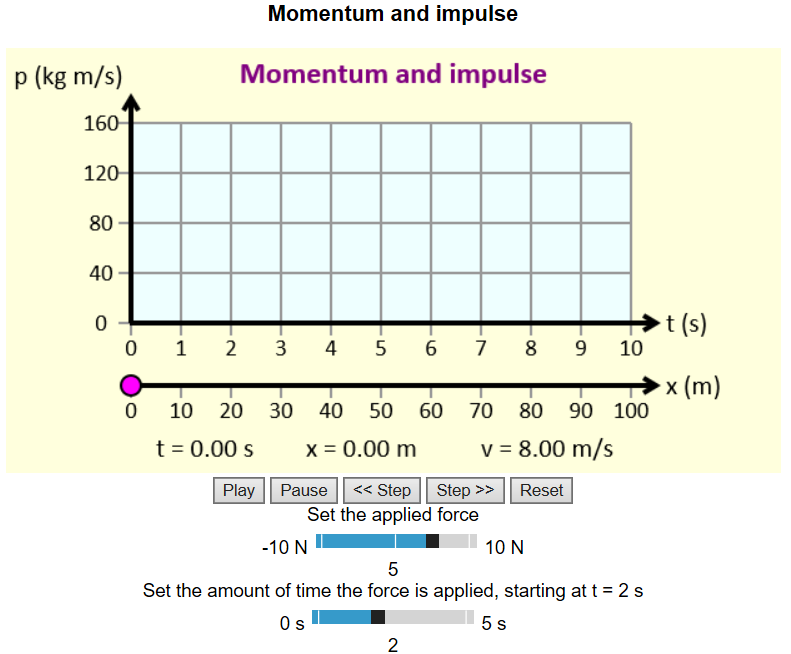 Momentum and impulse
p (kg m/s) Momentum and impulse
160
120
80
40
0 t (s)
0 1 2 3 4 5 6 7 8 9 10
x (m)
0 10 20 30 40 50 60 70 80 90 100
t = 0.00 s x = 0.00 m v = 8.00 m/s
Play Pause << Step Step >> Reset
Set the applied force
-10 N 10 N
5
Set the amount of time the force is applied, starting at t = 2 s
0 s 5 s
2